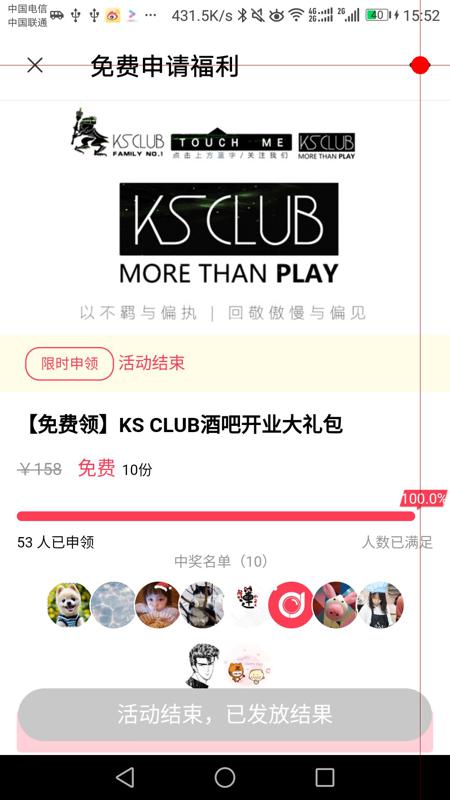 中国电信
中国联通
431.5K/s
4G
2G
40
15:52
免费申请福利
KS CLUB
FAMILY NO.1
TOUCH ME
点击上方蓝字/关注我们
KS CLUB
MORE THAN PLAY
KS CLUB
MORE THAN PLAY
以不羁与偏执 | 回敬傲慢与偏见
限时申领 活动结束
【免费领】KS CLUB酒吧开业大礼包
￥158 免费 10份
100.0%
53 人已申领 人数已满足
中奖名单（10）
活动结束，已发放结果